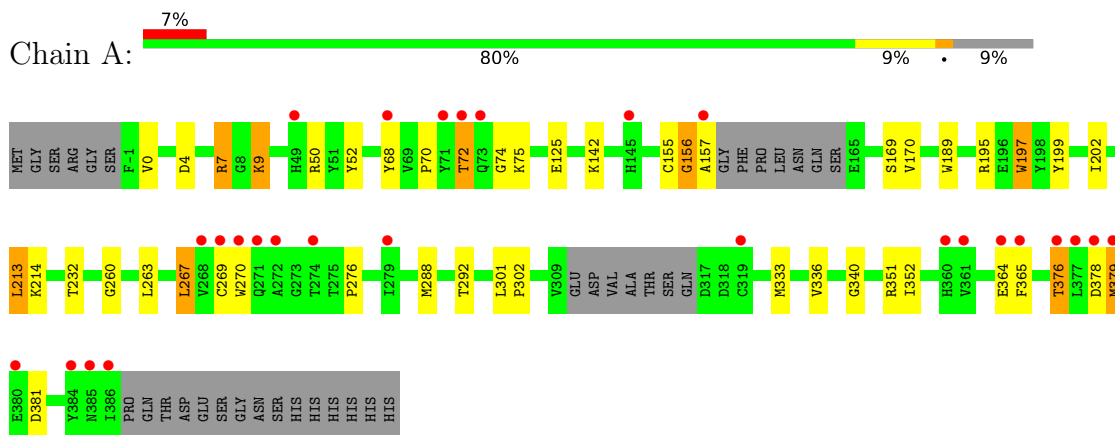 7%
Chain A:
80% 9% • 9%
MET GLY SER ARG GLY SER F-1 V0 D4 R7 G8 K9 H49 R50 Y51 Y52 Y68 V69 P70 Y71 T72 Q73 G74 K75 E125 K142 H145 C155 G156 A157 GLY PHE PRO LEU ASN GLN SER E165 S169 V170 W189 R195 E196 W197 Y198 Y199 I202
L213 K214 T232 G260 L263 L267 V268 C269 W270 Q271 A272 G273 T274 T275 P276 I279 M288 T292 L301 P302 V309 GLU ASP VAL ALA THR SER GLN D317 D318 C319 M333 V336 G340 R351 I352 H360 V361 E364 F365 T376 L377 D378 M379
E380 D381 Y384 N385 I386 PRO GLN THR ASP GLU SER GLY ASN SER HIS HIS HIS HIS HIS HIS